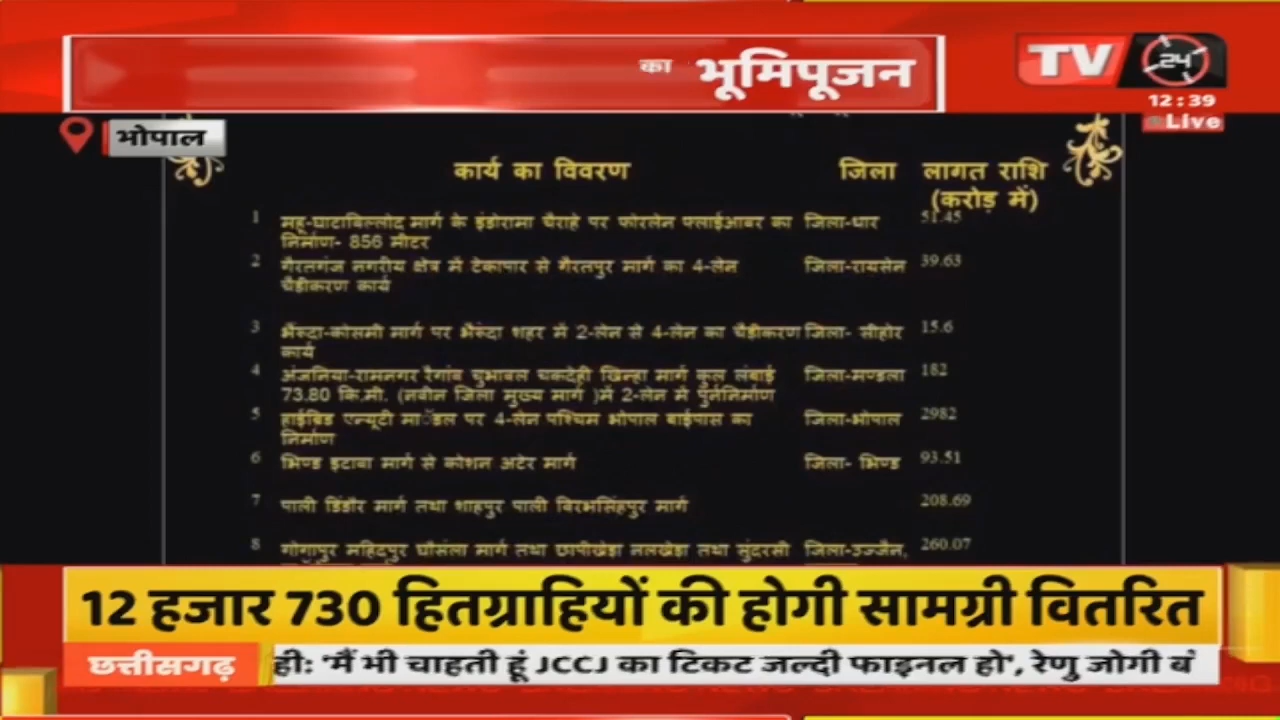 का भूमिपूजन
TV 24
12:39
Live
भोपाल
कार्य का विवरण जिला लागत राशि
(करोड़ में)
1 महू-घाटाबिल्लोद मार्ग के इंडोरामा चैराहे पर फोरलेन फ्लाईओवर का जिला-धार 51.45
निर्माण- 856 मीटर
2 गैरतगंज नगरीय क्षेत्र में टेकापार से गैरतपुर मार्ग का 4-लेन जिला-रायसेन 39.63
चैड़ीकरण कार्य
3 भैरूंदा-कोसमी मार्ग पर भैरूंदा शहर में 2-लेन से 4-लेन का चैड़ीकरण जिला- सीहोर 15.6
कार्य
4 अंजनिया-रामनगर रैगांव घुभावल चकदेही खिन्हा मार्ग कुल लंबाई जिला-मण्डला 182
73.80 कि.मी. (नवीन जिला मुख्य मार्ग )में 2-लेन में पुर्ननिर्माण
5 हाईब्रिड एन्यूटी माॅडल पर 4-लेन पश्चिम भोपाल बाईपास का जिला-भोपाल 2982
निर्माण
6 भिण्ड इटावा मार्ग से कोशन अटेर मार्ग जिला- भिण्ड 93.51
7 पाली डिंडौर मार्ग तथा शाहपुर पाली बिरभसिंहपुर मार्ग 208.69
8 गोगापुर महिदपुर घौंसला मार्ग तथा छापीखेड़ा नलखेड़ा तथा सुंदरसी जिला-उज्जैन, 260.07
12 हजार 730 हितग्राहियों की होगी सामग्री वितरित
छत्तीसगढ़ ही: 'मैं भी चाहती हूं JCCJ का टिकट जल्दी फाइनल हो', रेणु जोगी बं